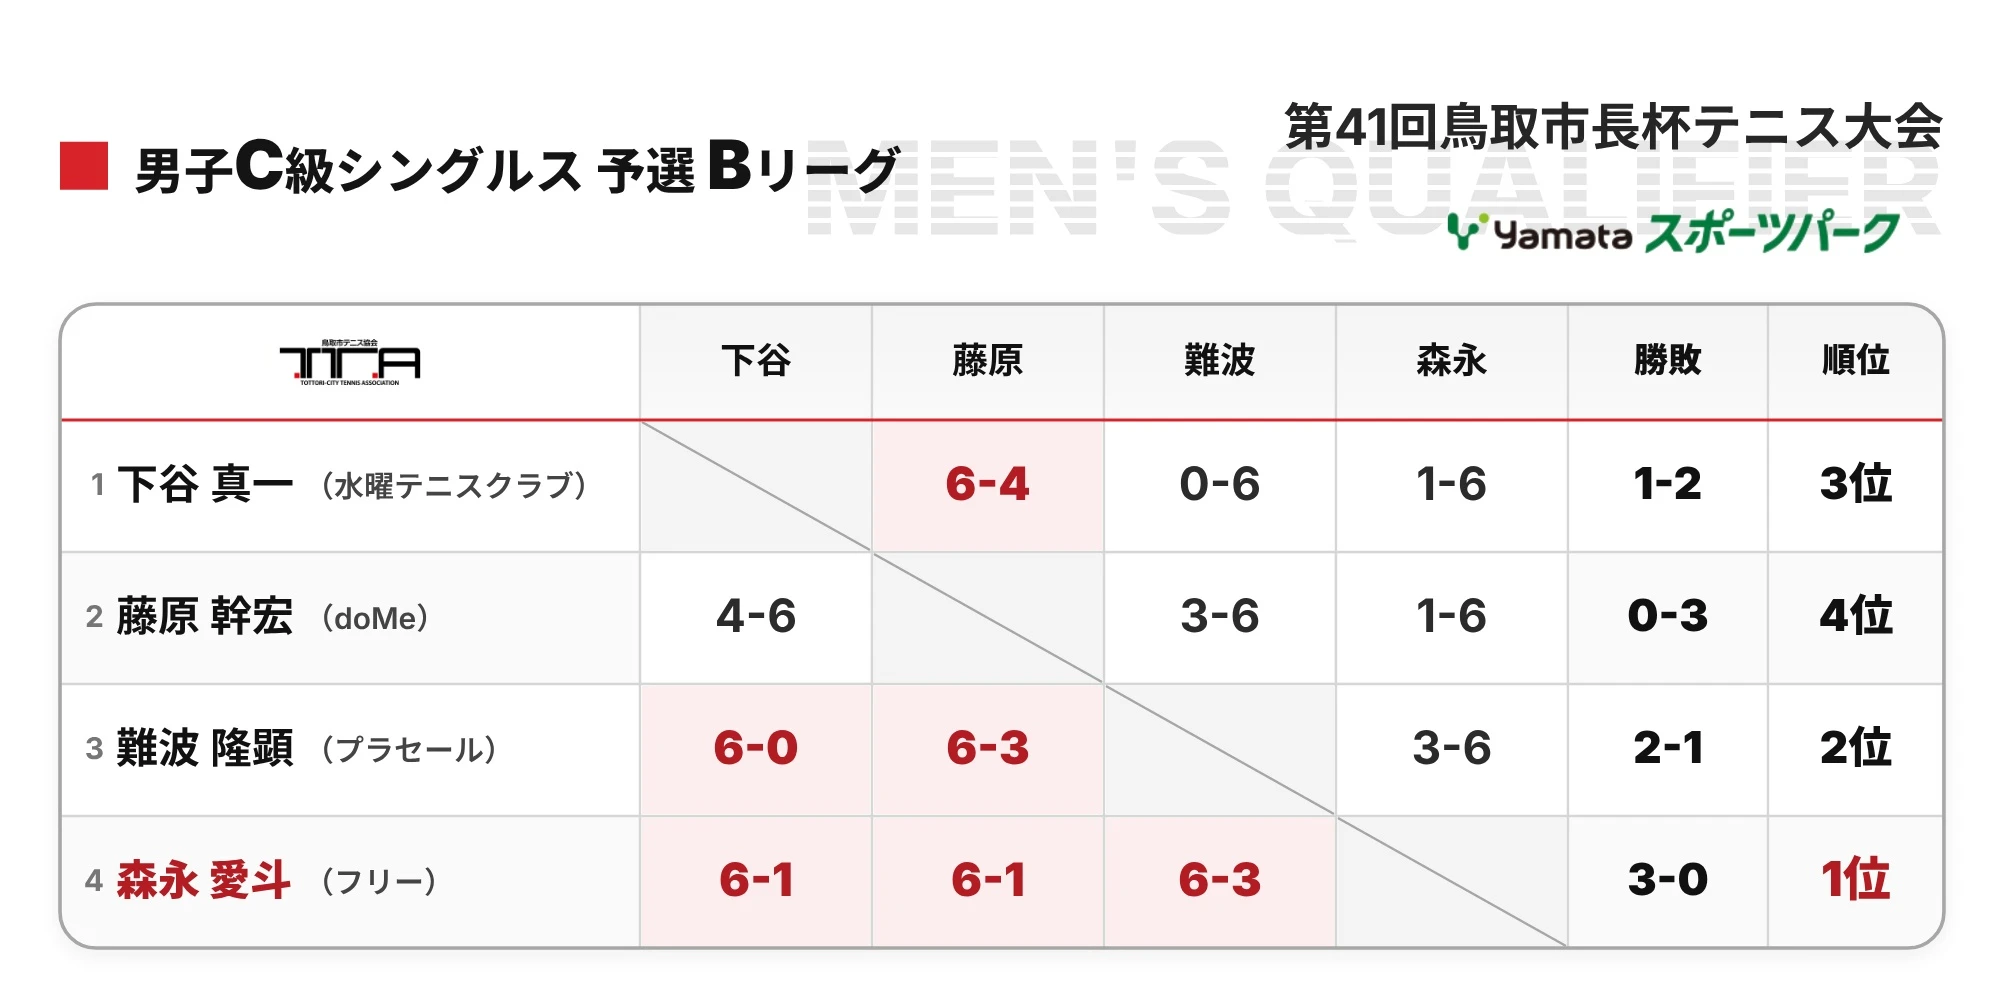 第41回鳥取市長杯テニス大会
男子C級シングルス 予選 Bリーグ
MEN'S QUALIFIER
Yamata スポーツパーク
鳥取市テニス協会
TTCA
TOTTORI-CITY TENNIS ASSOCIATION
下谷 藤原 難波 森永 勝敗 順位
1 下谷 真一 （水曜テニスクラブ） 6-4 0-6 1-6 1-2 3位
2 藤原 幹宏 （doMe） 4-6 3-6 1-6 0-3 4位
3 難波 隆顕 （プラセール） 6-0 6-3 3-6 2-1 2位
4 森永 愛斗 （フリー） 6-1 6-1 6-3 3-0 1位